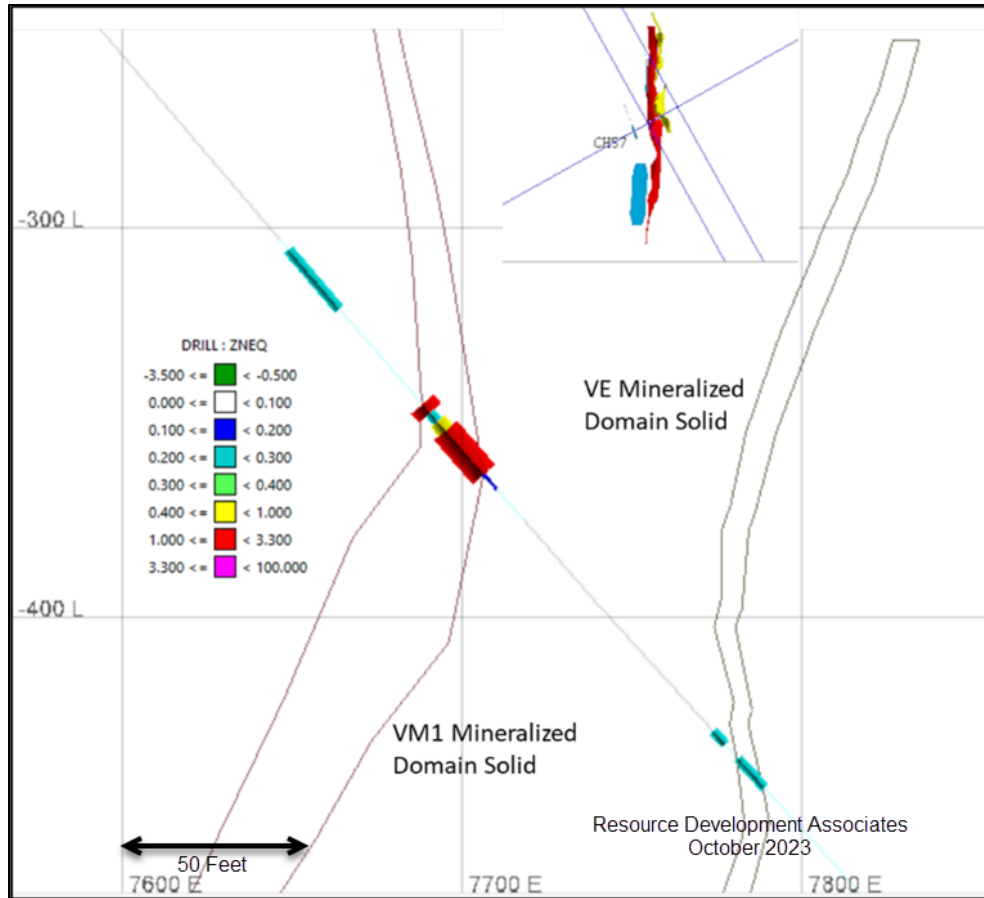 CH57
-300 L
DRILL : ZNEQ
-3.500 <= < -0.500
0.000 <= < 0.100
0.100 <= < 0.200
0.200 <= < 0.300
0.300 <= < 0.400
0.400 <= < 1.000
1.000 <= < 3.300
3.300 <= < 100.000
VE Mineralized
Domain Solid
-400 L
VM1 Mineralized
Domain Solid
Resource Development Associates
October 2023
50 Feet
7600 E
7700 E
7800 E